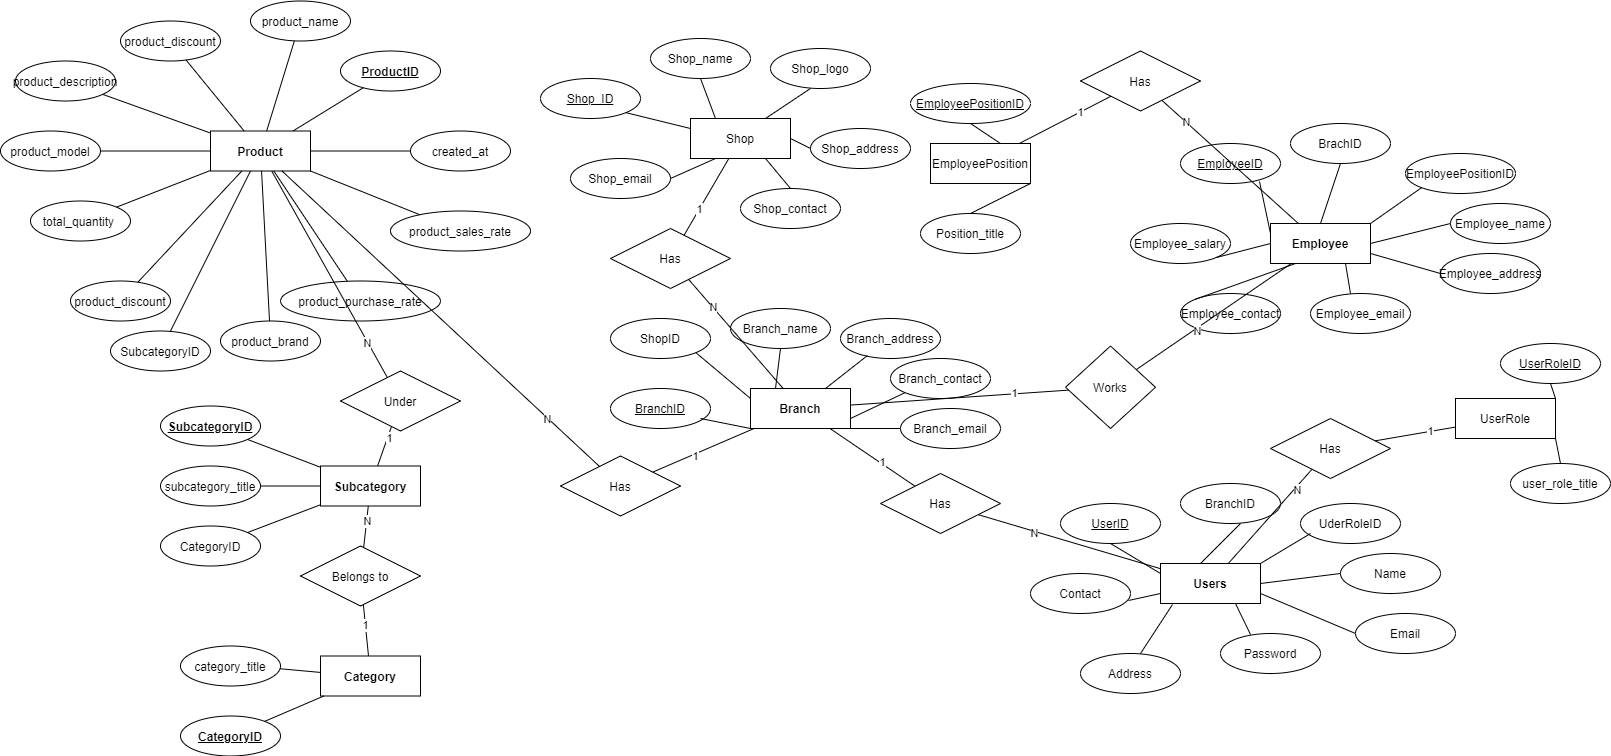 product_name
product_discount
ProductID
product_description
product_model
Product
created_at
total_quantity
product_sales_rate
product_discount
product_purchase_rate
SubcategoryID
product_brand
N
Under
1
SubcategoryID
subcategory_title
Subcategory
CategoryID
N
Belongs to
1
category_title
Category
CategoryID
N
Has
1
Shop_name
Shop_logo
Shop_ID
Shop
Shop_address
Shop_email
Shop_contact
1
Has
N
ShopID
Branch_name
Branch_address
Branch_contact
BranchID
Branch
Branch_email
1
Works
N
1
Has
N
EmployeePositionID
EmployeePosition
Position_title
1
Has
N
EmployeeID
BrachID
EmployeePositionID
Employee_name
Employee_salary
Employee
Employee_address
Employee_contact
Employee_email
UserRoleID
UserRole
user_role_title
1
Has
N
BranchID
UserID
UderRoleID
Name
Contact
Users
Email
Password
Address